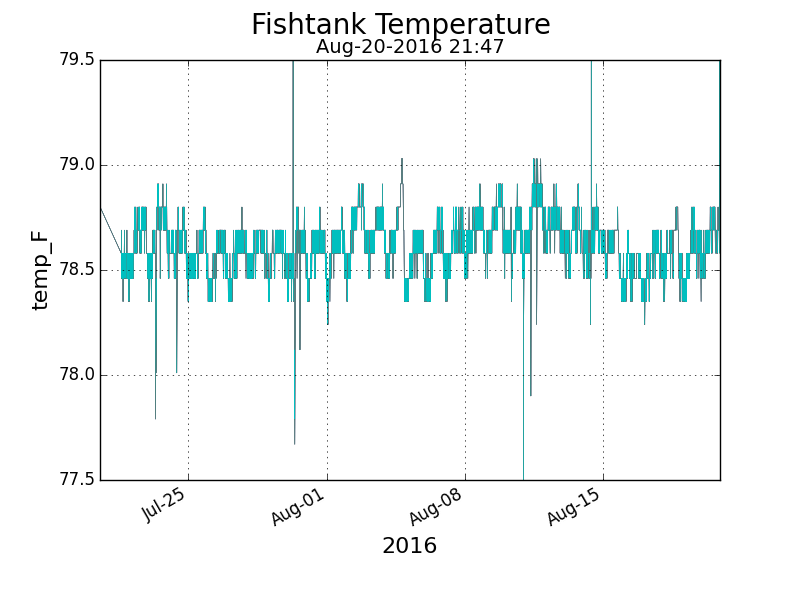 Fishtank Temperature
Aug-20-2016 21:47
79.5
79.0
78.5
78.0
77.5
temp_F
Jul-25
Aug-01
Aug-08
Aug-15
2016